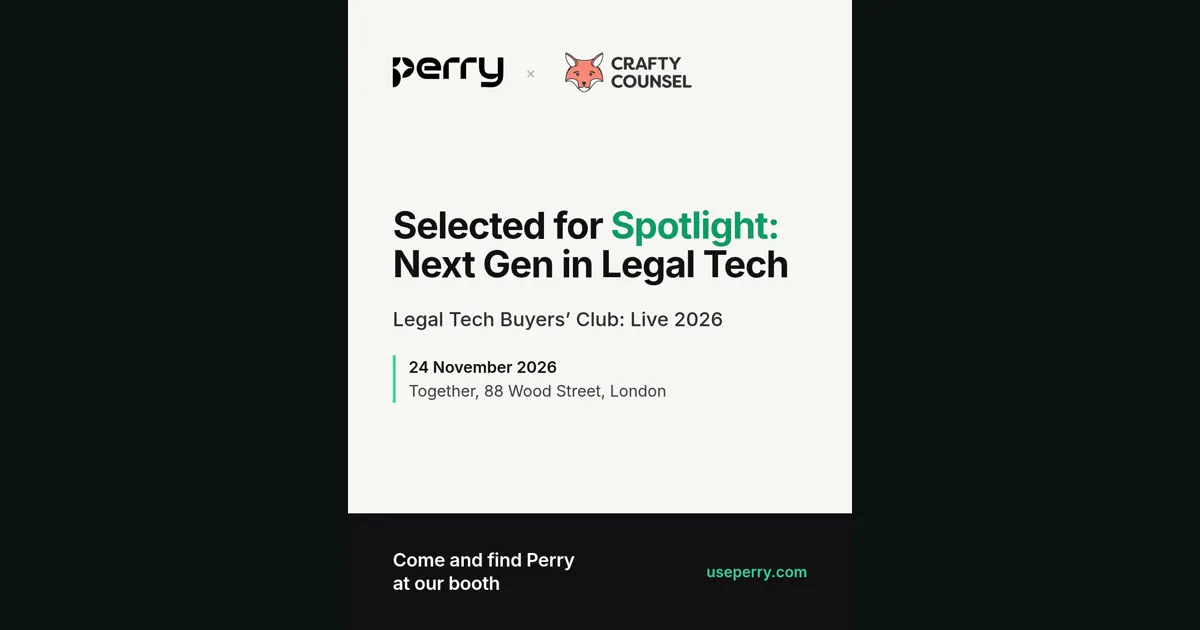 perry × CRAFTY
COUNSEL
Selected for Spotlight:
Next Gen in Legal Tech
Legal Tech Buyers’ Club: Live 2026
24 November 2026
Together, 88 Wood Street, London
Come and find Perry
at our booth
useperry.com